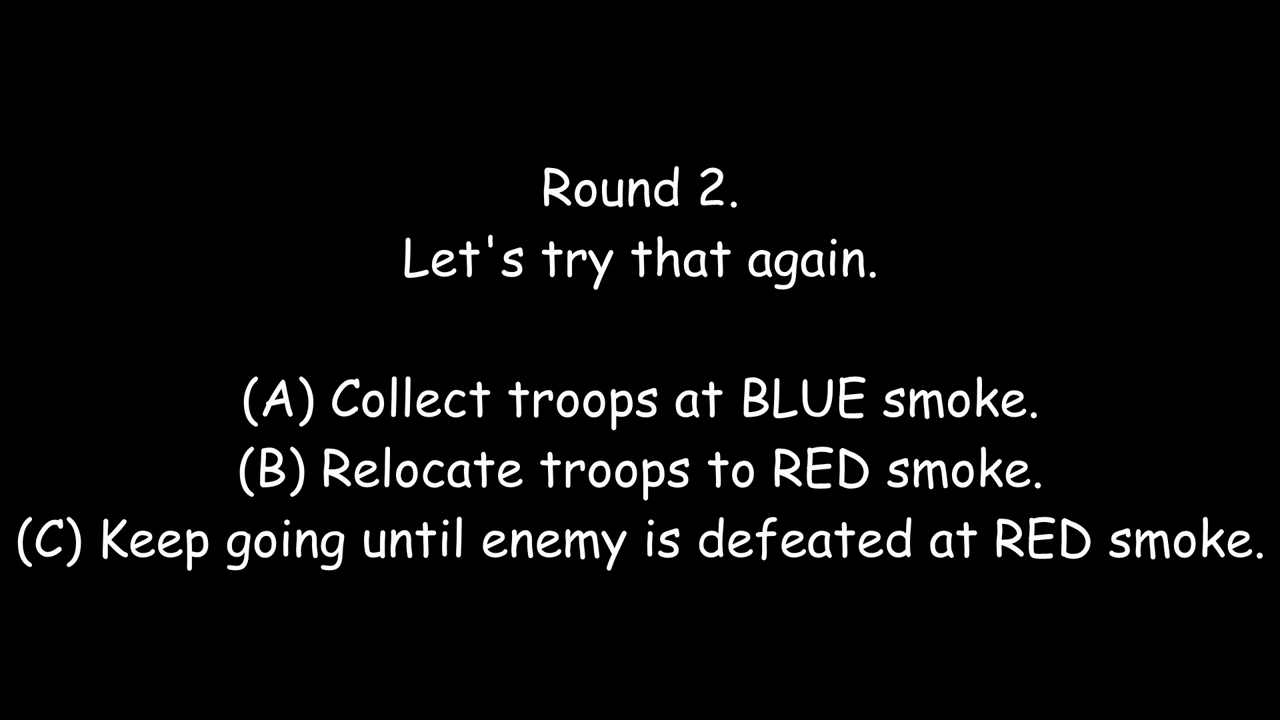 Round 2.
Let's try that again.
(A) Collect troops at BLUE smoke.
(B) Relocate troops to RED smoke.
(C) Keep going until enemy is defeated at RED smoke.